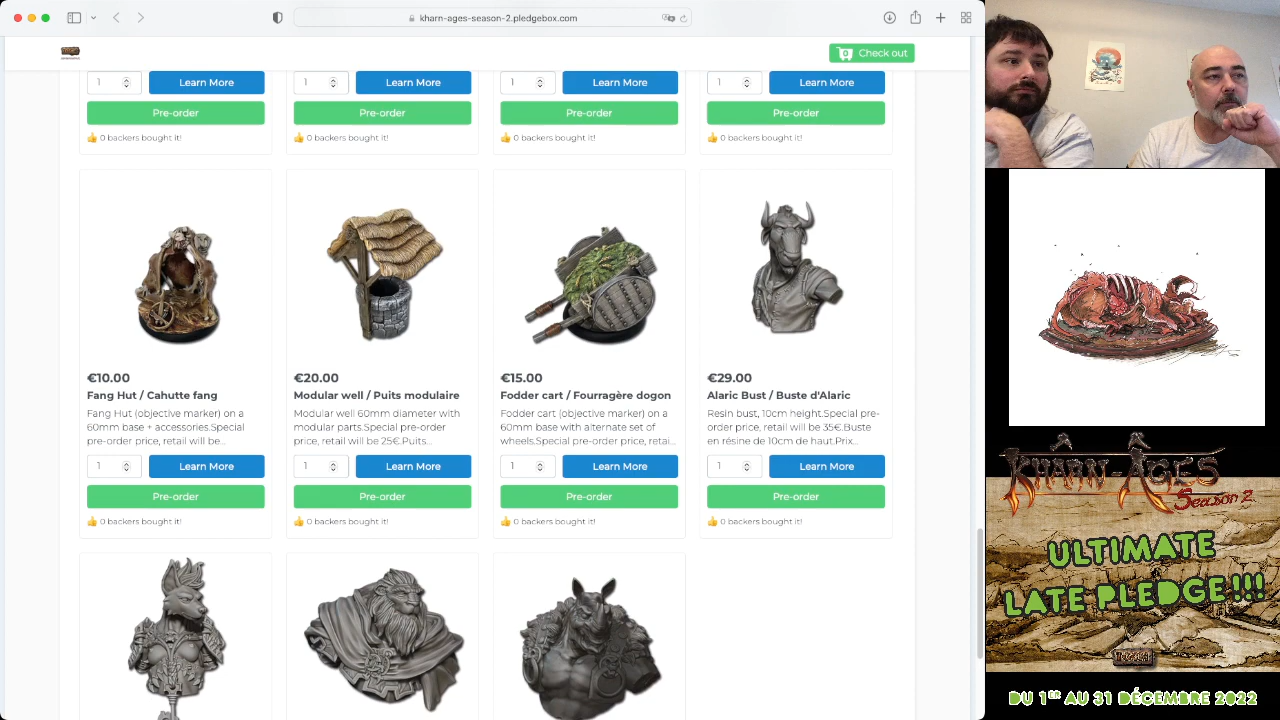 kharn-ages-season-2.pledgebox.com
0 Check out
1 Learn More 1 Learn More 1 Learn More 1 Learn More
Pre-order Pre-order Pre-order Pre-order
👍 0 backers bought it! 👍 0 backers bought it! 👍 0 backers bought it! 👍 0 backers bought it!
€10.00
Fang Hut / Cahutte fang
Fang Hut (objective marker) on a
60mm base + accessories.Special
pre-order price, retail will be...
1 Learn More
Pre-order
👍 0 backers bought it!
€20.00
Modular well / Puits modulaire
Modular well 60mm diameter with
modular parts.Special pre-order
price, retail will be 25€.Puits...
1 Learn More
Pre-order
👍 0 backers bought it!
€15.00
Fodder cart / Fourragère dogon
Fodder cart (objective marker) on a
60mm base with alternate set of
wheels.Special pre-order price, retai...
1 Learn More
Pre-order
👍 0 backers bought it!
€29.00
Alaric Bust / Buste d'Alaric
Resin bust, 10cm height.Special pre-
order price, retail will be 35€.Buste
en résine de 10cm de haut.Prix...
1 Learn More
Pre-order
👍 0 backers bought it!
KHÂRN-ÂGES
Season 2
ULTIMATE
LATE PLEDGE !!!
DU 1ER AU 31 DÉCEMBRE 2022